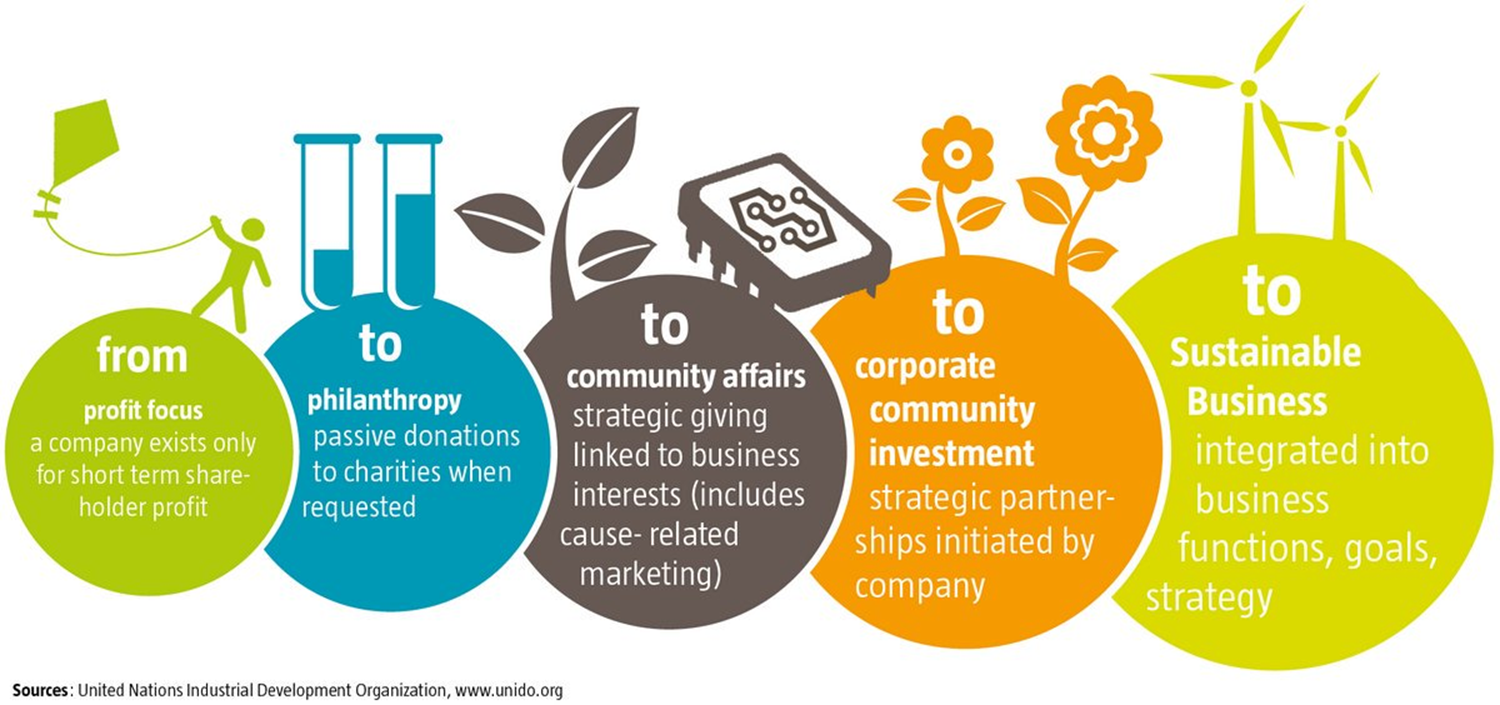 from
profit focus
a company exists only
for short term share-
holder profit
to
philanthropy
passive donations
to charities when
requested
to
community affairs
strategic giving
linked to business
interests (includes
cause- related
marketing)
to
corporate
community
investment
strategic partner-
ships initiated by
company
to
Sustainable
Business
integrated into
business
functions, goals,
strategy
Sources: United Nations Industrial Development Organization, www.unido.org